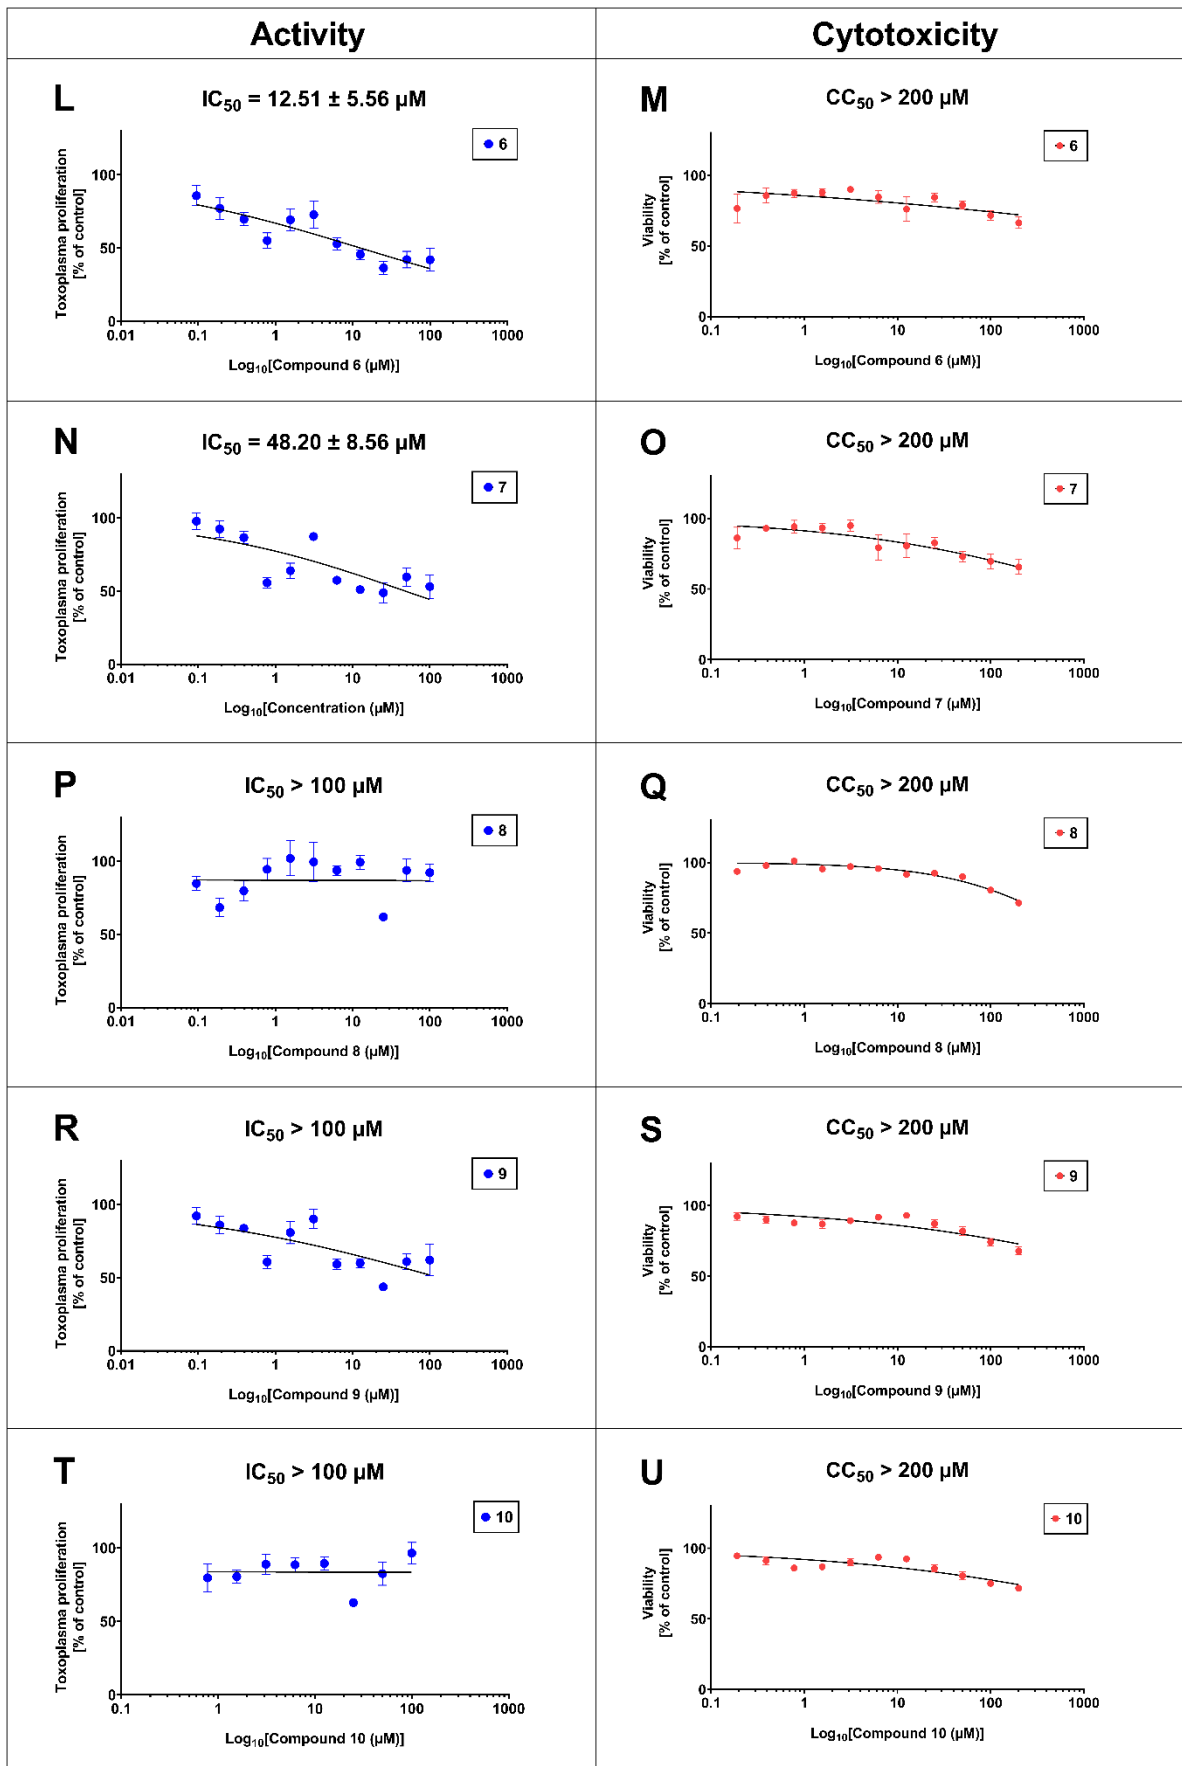 Activity
Cytotoxicity
L
IC50 = 12.51 ± 5.56 µM
6
Toxoplasma proliferation
[% of control]
100
50
0
0.01 0.1 1 10 100 1000
Log10[Compound 6 (µM)]
M
CC50 > 200 µM
6
Viability
[% of control]
100
50
0
0.1 1 10 100 1000
Log10[Compound 6 (µM)]
N
IC50 = 48.20 ± 8.56 µM
7
Toxoplasma proliferation
[% of control]
100
50
0
0.01 0.1 1 10 100 1000
Log10[Concentration (µM)]
O
CC50 > 200 µM
7
Viability
[% of control]
100
50
0
0.1 1 10 100 1000
Log10[Compound 7 (µM)]
P
IC50 > 100 µM
8
Toxoplasma proliferation
[% of control]
100
50
0
0.01 0.1 1 10 100 1000
Log10[Compound 8 (µM)]
Q
CC50 > 200 µM
8
Viability
[% of control]
100
50
0
0.1 1 10 100 1000
Log10[Compound 8 (µM)]
R
IC50 > 100 µM
9
Toxoplasma proliferation
[% of control]
100
50
0
0.01 0.1 1 10 100 1000
Log10[Compound 9 (µM)]
S
CC50 > 200 µM
9
Viability
[% of control]
100
50
0
0.1 1 10 100 1000
Log10[Compound 9 (µM)]
T
IC50 > 100 µM
10
Toxoplasma proliferation
[% of control]
100
50
0
0.1 1 10 100 1000
Log10[Compound 10 (µM)]
U
CC50 > 200 µM
10
Viability
[% of control]
100
50
0
0.1 1 10 100 1000
Log10[Compound 10 (µM)]